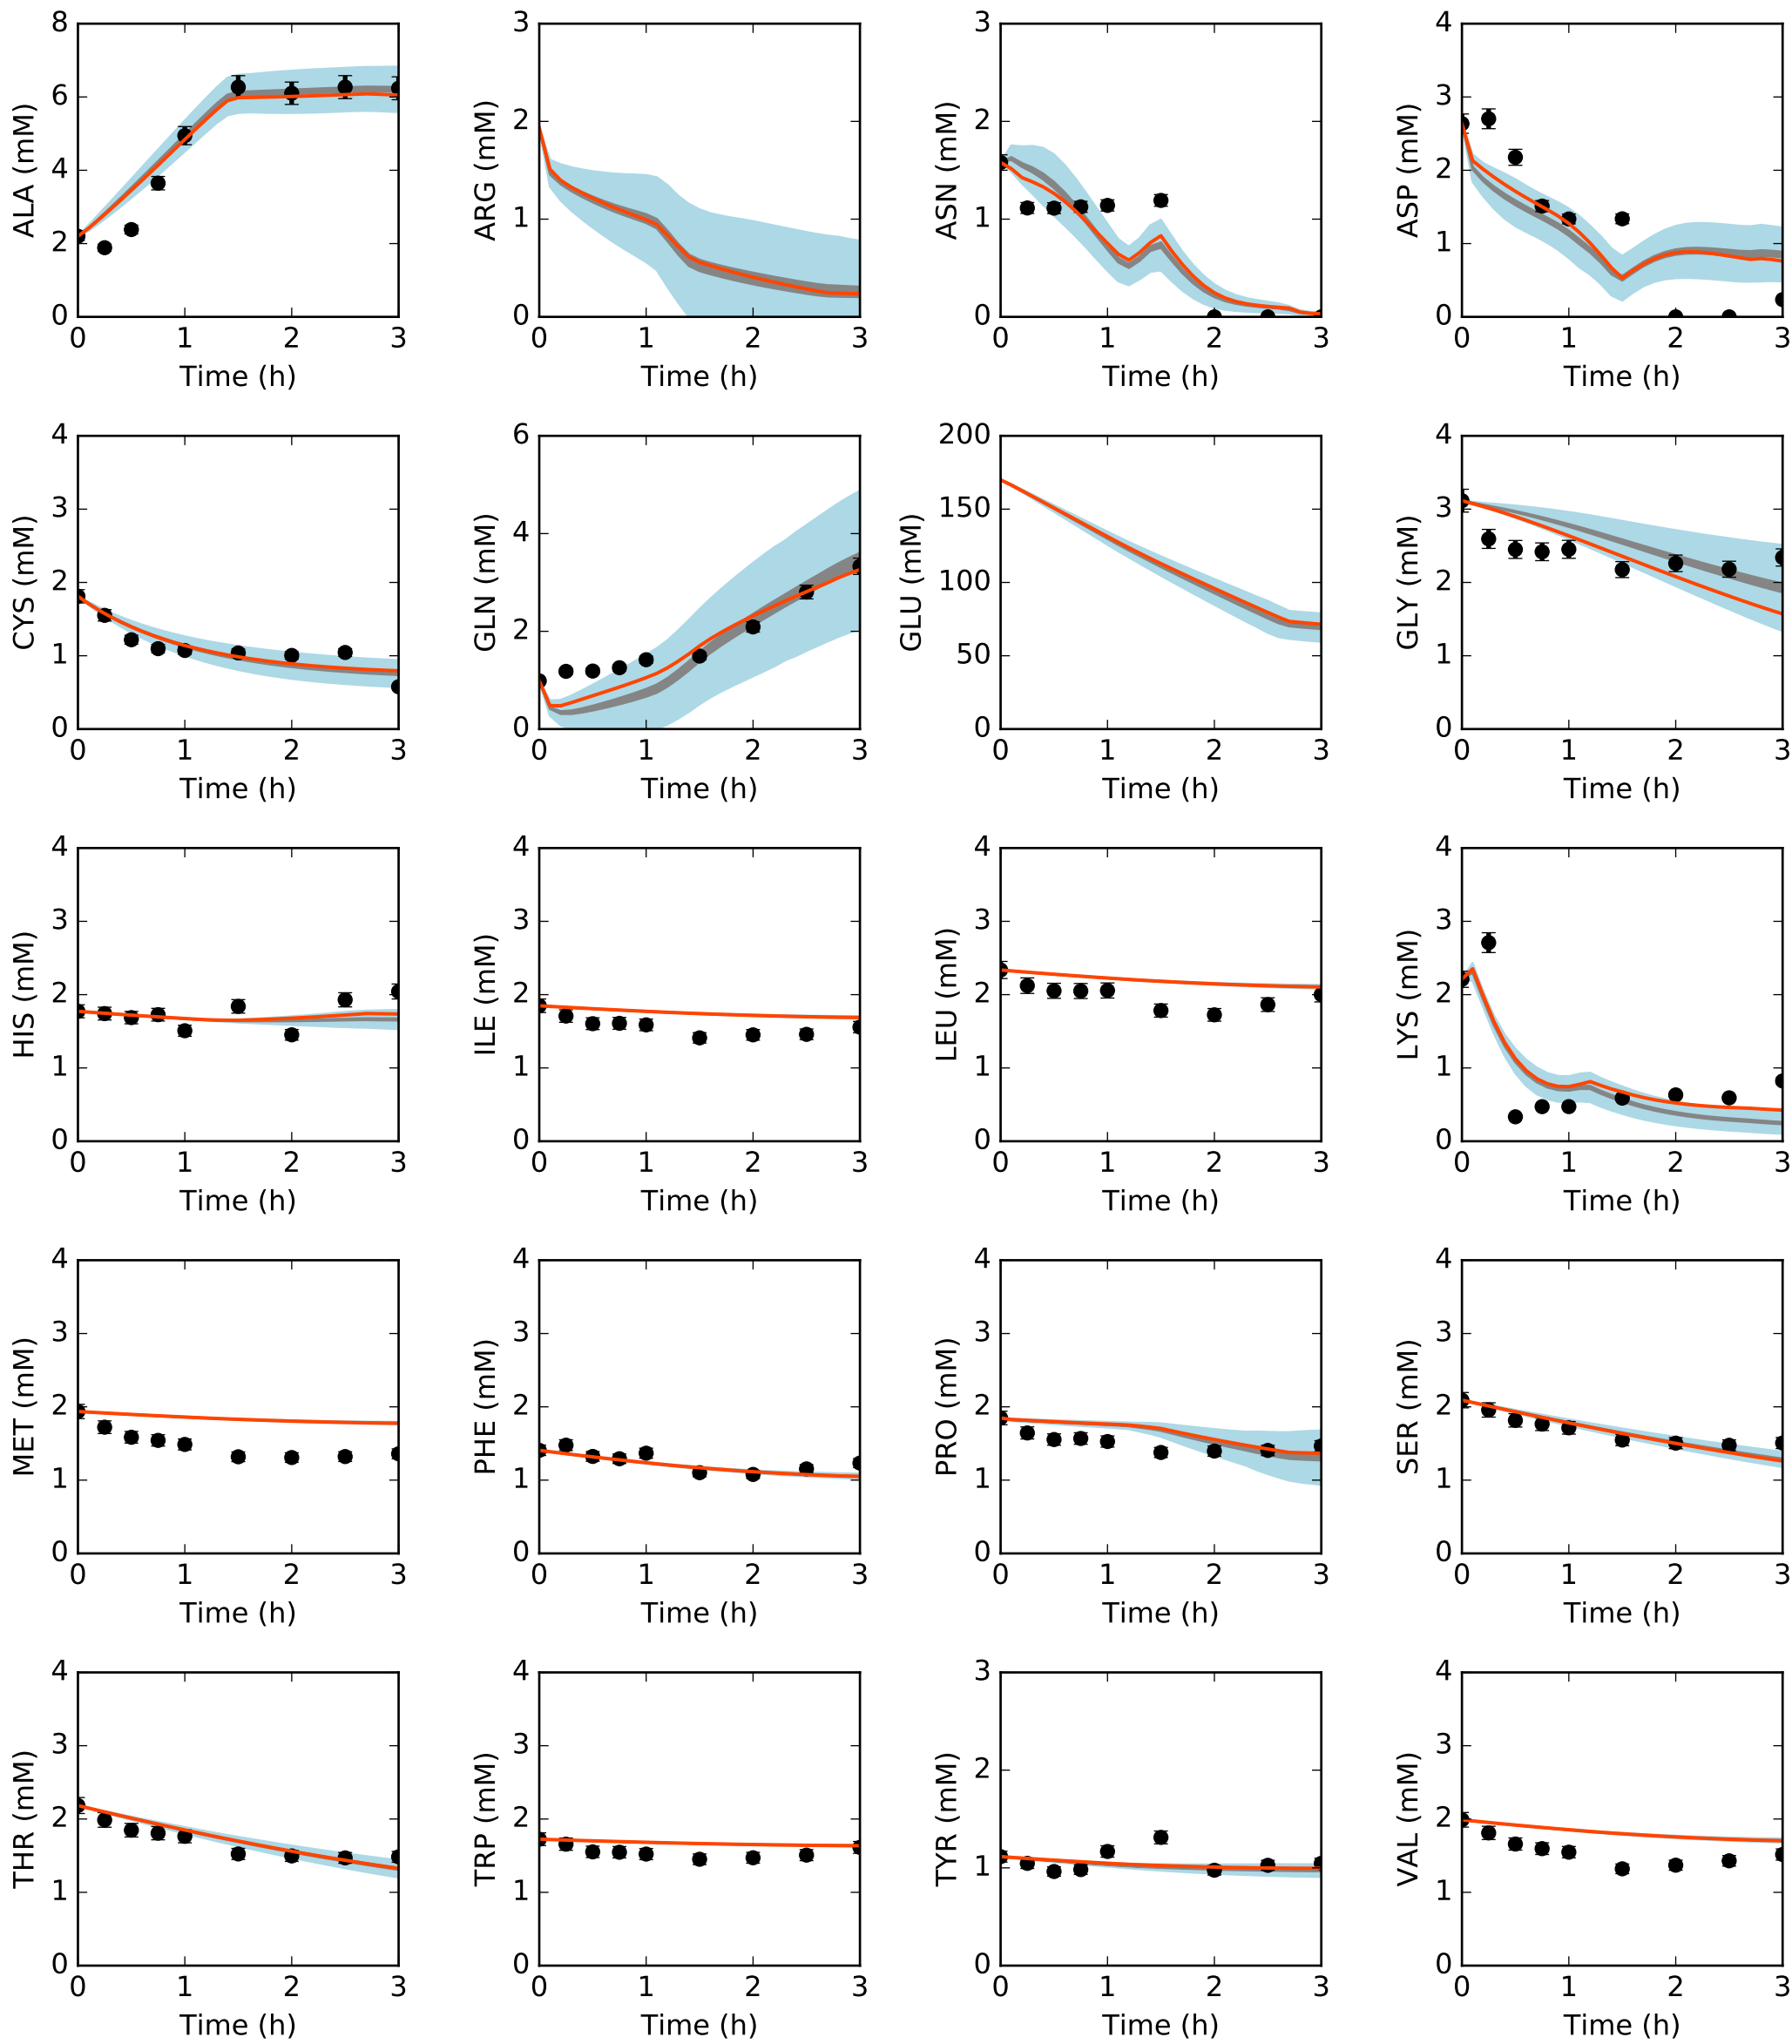 8
6
4
2
0
ALA (mM)
0 1 2 3
Time (h)
3
2
1
0
ARG (mM)
0 1 2 3
Time (h)
3
2
1
0
ASN (mM)
0 1 2 3
Time (h)
4
3
2
1
0
ASP (mM)
0 1 2 3
Time (h)
4
3
2
1
0
CYS (mM)
0 1 2 3
Time (h)
6
4
2
0
GLN (mM)
0 1 2 3
Time (h)
200
150
100
50
0
GLU (mM)
0 1 2 3
Time (h)
4
3
2
1
0
GLY (mM)
0 1 2 3
Time (h)
4
3
2
1
0
HIS (mM)
0 1 2 3
Time (h)
4
3
2
1
0
ILE (mM)
0 1 2 3
Time (h)
4
3
2
1
0
LEU (mM)
0 1 2 3
Time (h)
4
3
2
1
0
LYS (mM)
0 1 2 3
Time (h)
4
3
2
1
0
MET (mM)
0 1 2 3
Time (h)
4
3
2
1
0
PHE (mM)
0 1 2 3
Time (h)
4
3
2
1
0
PRO (mM)
0 1 2 3
Time (h)
4
3
2
1
0
SER (mM)
0 1 2 3
Time (h)
4
3
2
1
0
THR (mM)
0 1 2 3
Time (h)
4
3
2
1
0
TRP (mM)
0 1 2 3
Time (h)
3
2
1
0
TYR (mM)
0 1 2 3
Time (h)
4
3
2
1
0
VAL (mM)
0 1 2 3
Time (h)